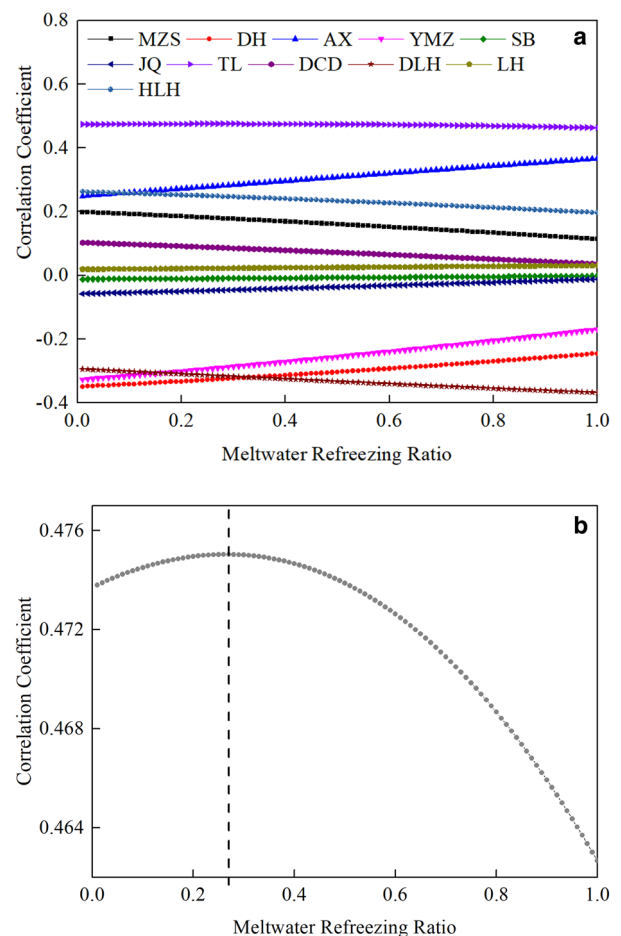 a
MZS DH AX YMZ SB
JQ TL DCD DLH LH
HLH
Correlation Coefficient
0.8
0.6
0.4
0.2
0.0
-0.2
-0.4
0.0 0.2 0.4 0.6 0.8 1.0
Meltwater Refreezing Ratio
b
Correlation Coefficient
0.476
0.472
0.468
0.464
0.0 0.2 0.4 0.6 0.8 1.0
Meltwater Refreezing Ratio